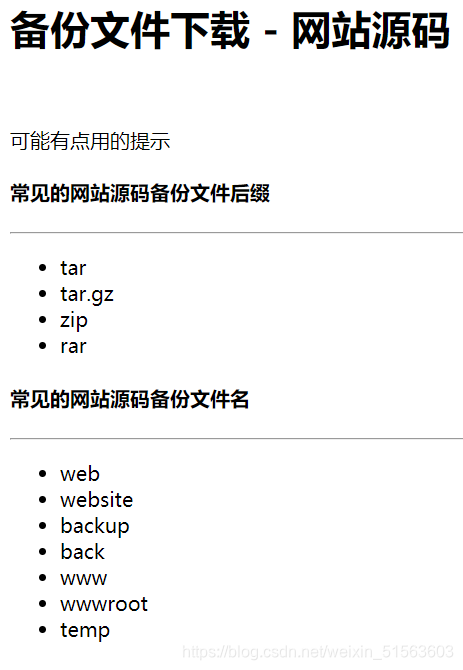 备份文件下载 - 网站源码
可能有点用的提示
常见的网站源码备份文件后缀
tar
tar.gz
zip
rar
常见的网站源码备份文件名
web
website
backup
back
www
wwwroot
temp
https://blog.csdn.net/weixin_51563603